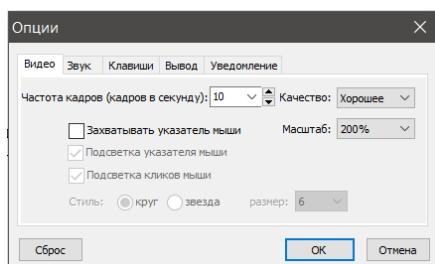 Опции
Видео Звук Клавиши Вывод Уведомление
Частота кадров (кадров в секунду): 10 Качество: Хорошее
Захватывать указатель мыши Масштаб: 200%
Подсветка указателя мыши
Подсветка кликов мыши
Стиль: круг звезда размер: 6
Сброс OK Отмена